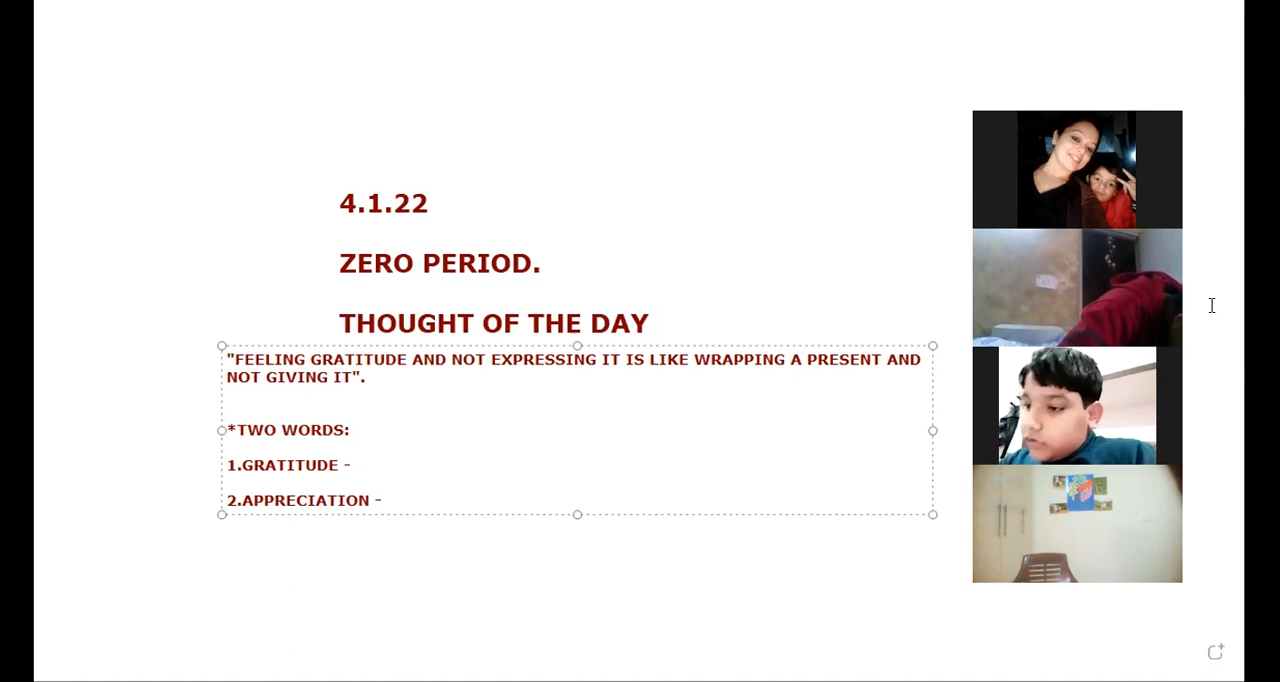 4.1.22
ZERO PERIOD.
THOUGHT OF THE DAY
"FEELING GRATITUDE AND NOT EXPRESSING IT IS LIKE WRAPPING A PRESENT AND
NOT GIVING IT".
*TWO WORDS:
1.GRATITUDE -
2.APPRECIATION -